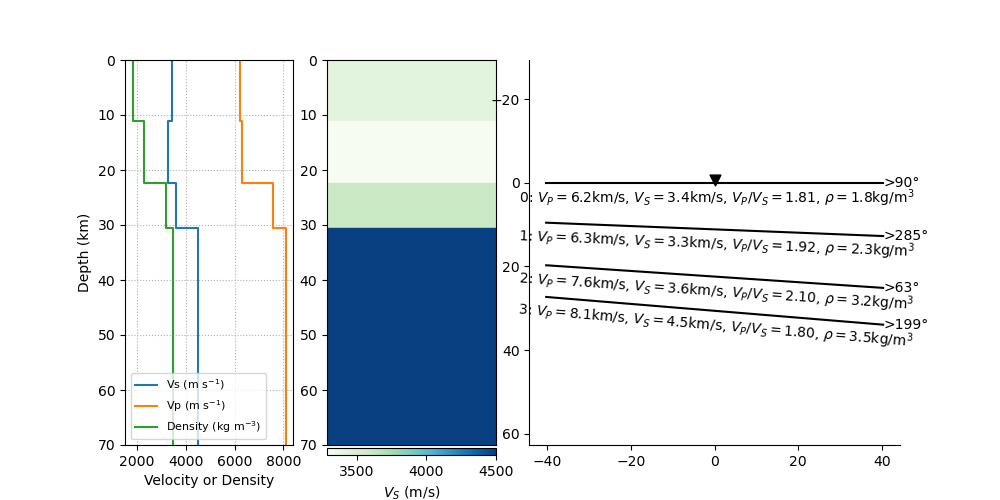 0
10
20
30
40
50
60
70
Depth (km)
2000 4000 6000 8000
Velocity or Density
Vs (m s⁻¹)
Vp (m s⁻¹)
Density (kg m⁻³)
0
10
20
30
40
50
60
70
3500 4000 4500
V_S (m/s)
−20
0
20
40
60
−40 −20 0 20 40
>90°
0: V_P = 6.2km/s, V_S = 3.4km/s, V_P/V_S = 1.81, ρ = 1.8kg/m³
>285°
1: V_P = 6.3km/s, V_S = 3.3km/s, V_P/V_S = 1.92, ρ = 2.3kg/m³
>63°
2: V_P = 7.6km/s, V_S = 3.6km/s, V_P/V_S = 2.10, ρ = 3.2kg/m³
>199°
3: V_P = 8.1km/s, V_S = 4.5km/s, V_P/V_S = 1.80, ρ = 3.5kg/m³